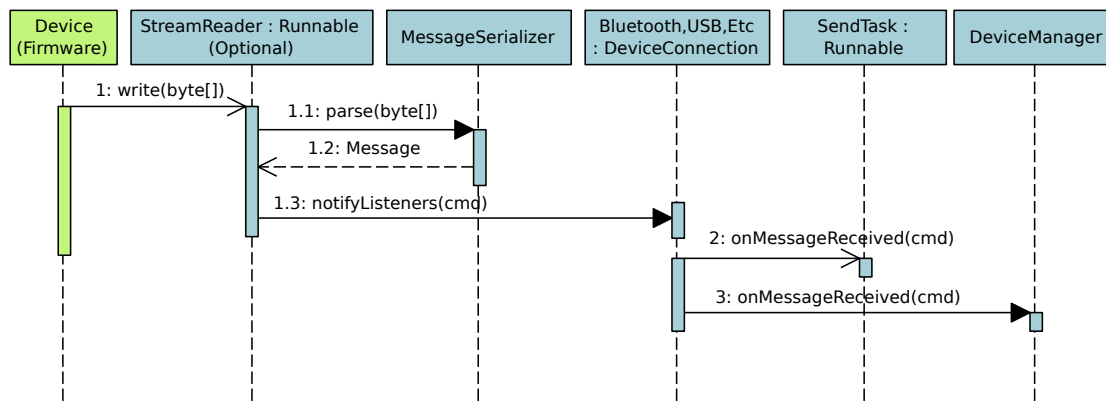 Device
(Firmware)
StreamReader : Runnable
(Optional)
MessageSerializer
Bluetooth,USB,Etc
: DeviceConnection
SendTask :
Runnable
DeviceManager
1: write(byte[])
1.1: parse(byte[])
1.2: Message
1.3: notifyListeners(cmd)
2: onMessageReceived(cmd)
3: onMessageReceived(cmd)